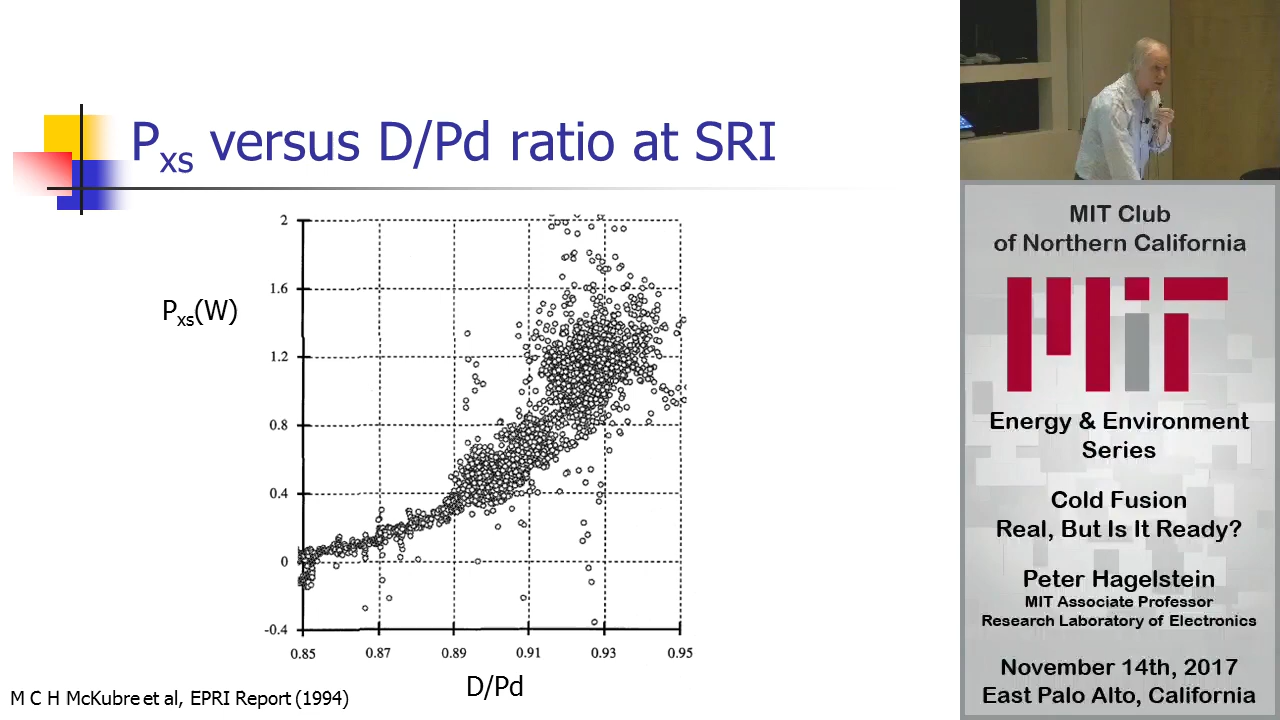 Pxs versus D/Pd ratio at SRI
Pxs(W)
2
1.6
1.2
0.8
0.4
0
-0.4
0.85 0.87 0.89 0.91 0.93 0.95
D/Pd
M C H McKubre et al, EPRI Report (1994)
MIT Club
of Northern California
MIT
Energy & Environment
Series
Cold Fusion
Real, But Is It Ready?
Peter Hagelstein
MIT Associate Professor
Research Laboratory of Electronics
November 14th, 2017
East Palo Alto, California